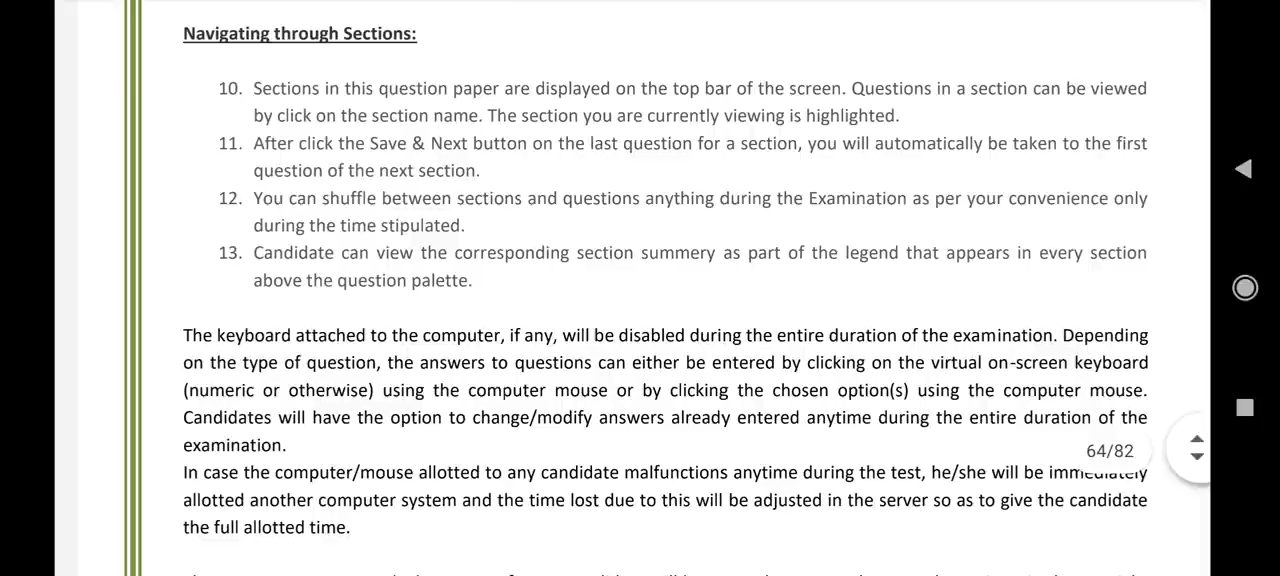 Navigating through Sections:
10. Sections in this question paper are displayed on the top bar of the screen. Questions in a section can be viewed
by click on the section name. The section you are currently viewing is highlighted.
11. After click the Save & Next button on the last question for a section, you will automatically be taken to the first
question of the next section.
12. You can shuffle between sections and questions anything during the Examination as per your convenience only
during the time stipulated.
13. Candidate can view the corresponding section summery as part of the legend that appears in every section
above the question palette.
The keyboard attached to the computer, if any, will be disabled during the entire duration of the examination. Depending
on the type of question, the answers to questions can either be entered by clicking on the virtual on-screen keyboard
(numeric or otherwise) using the computer mouse or by clicking the chosen option(s) using the computer mouse.
Candidates will have the option to change/modify answers already entered anytime during the entire duration of the
examination.
64/82
In case the computer/mouse allotted to any candidate malfunctions anytime during the test, he/she will be immediately
allotted another computer system and the time lost due to this will be adjusted in the server so as to give the candidate
the full allotted time.